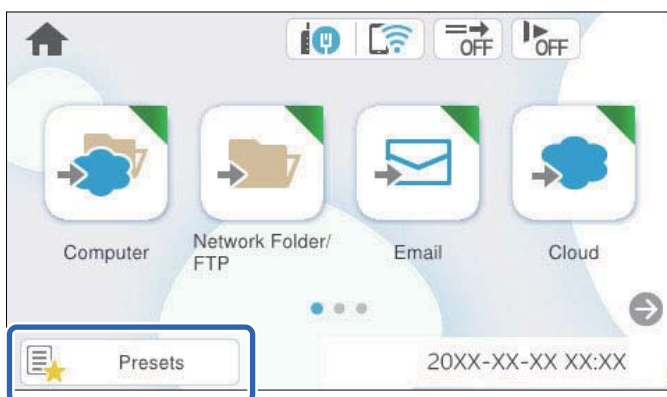 OFF
OFF
Computer
Network Folder/
FTP
Email
Cloud
Presets
20XX-XX-XX XX:XX